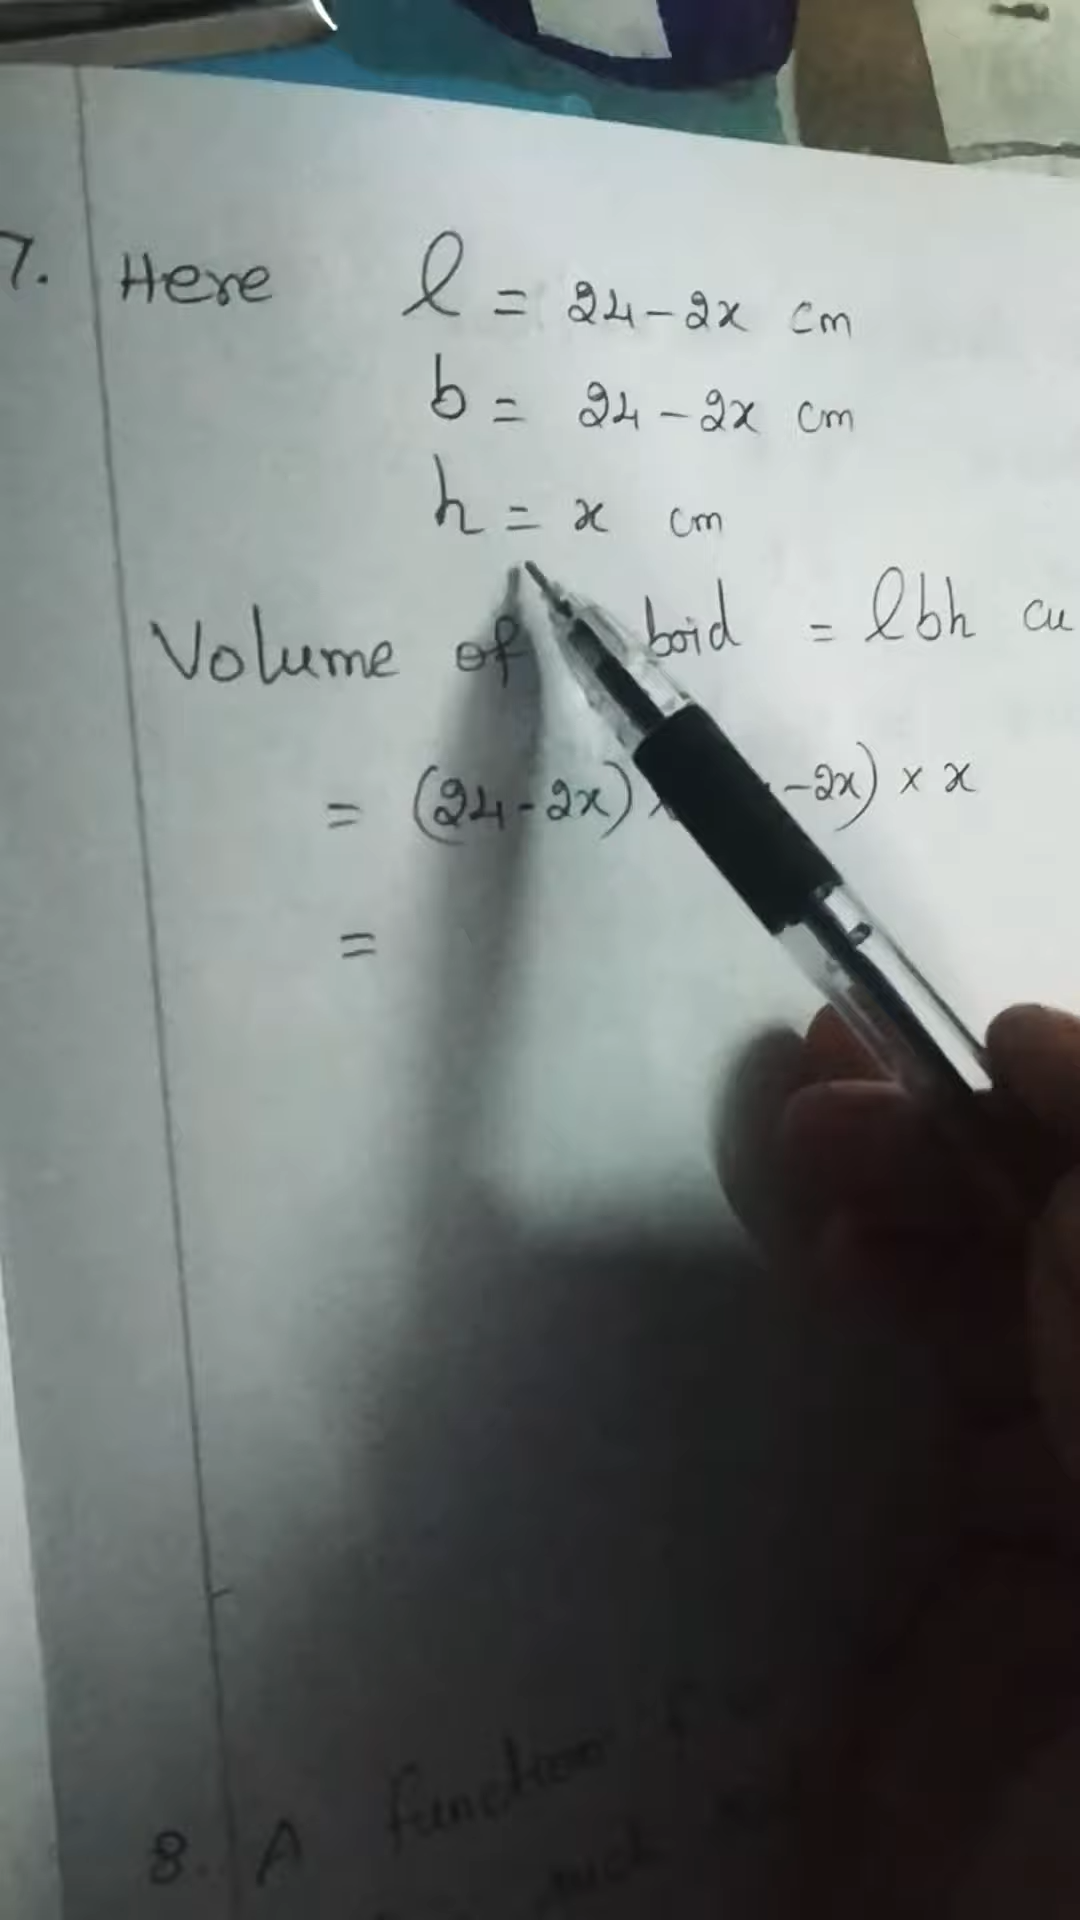 7. Here l = 24-2x cm
b = 24-2x cm
h = x cm
Volume of boid = lbh cu
= (24-2x) × -2x) × x
=
8. A function f
such